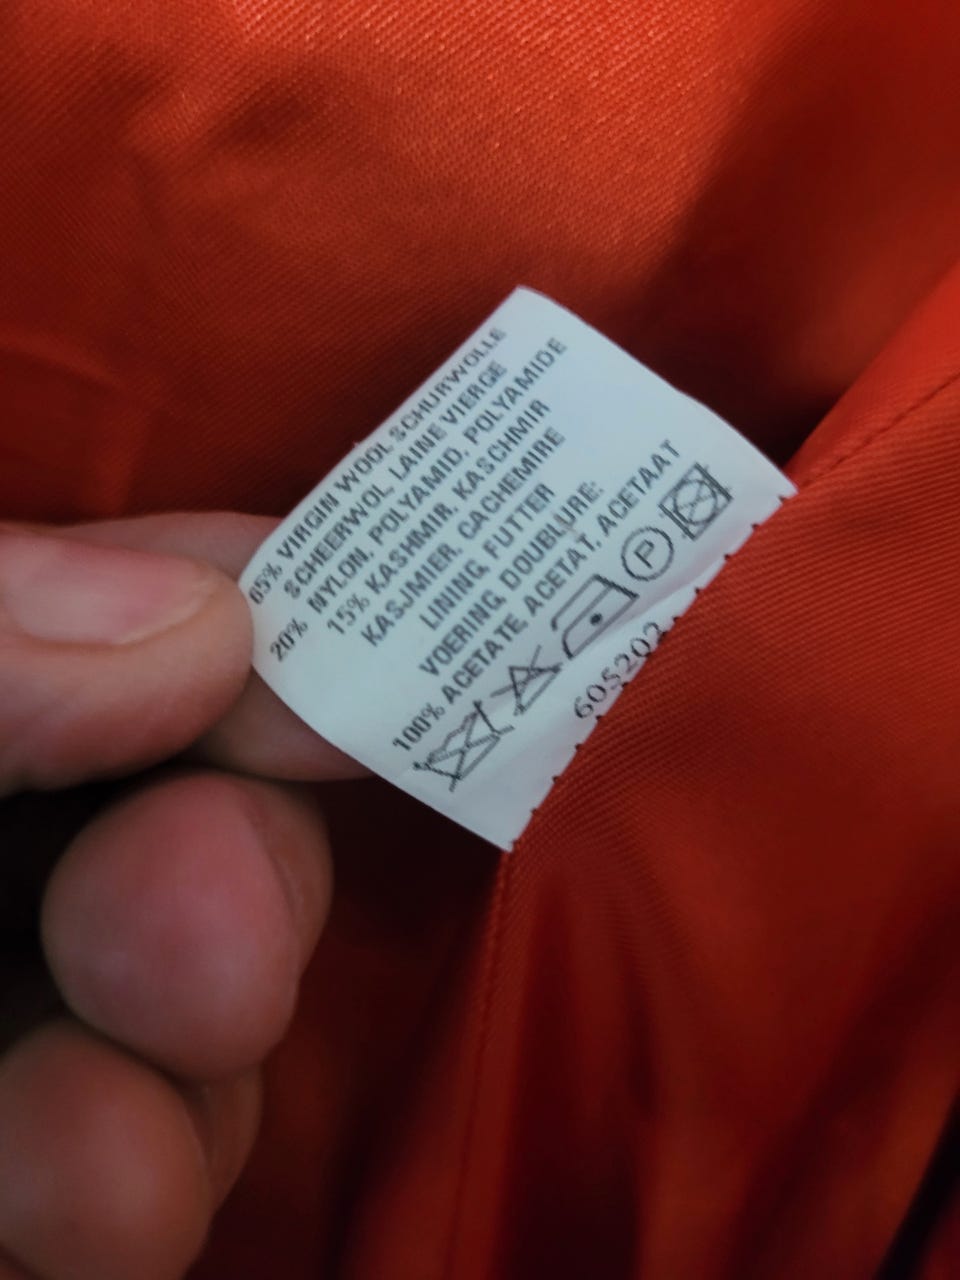 65% VIRGIN WOOL SCHURWOLLE
SCHEERWOL, LAINE VIERGE
20% NYLON, POLYAMID, POLYAMIDE
15% KASHMIR, KASCHMIR
KASJMIER, CACHEMIRE
LINING, FUTTER
VOERING, DOUBLURE:
100% ACETATE, ACETAT, ACETAAT
P
605202